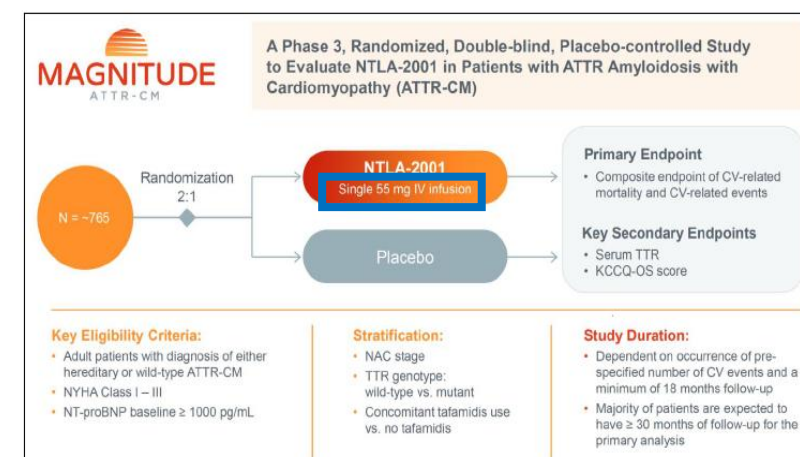 MAGNITUDE
ATTR-CM
A Phase 3, Randomized, Double-blind, Placebo-controlled Study
to Evaluate NTLA-2001 in Patients with ATTR Amyloidosis with
Cardiomyopathy (ATTR-CM)
N = ~765
Randomization
2:1
NTLA-2001
Single 55 mg IV infusion
Placebo
Primary Endpoint
• Composite endpoint of CV-related
mortality and CV-related events
Key Secondary Endpoints
• Serum TTR
• KCCQ-OS score
Key Eligibility Criteria:
• Adult patients with diagnosis of either
hereditary or wild-type ATTR-CM
• NYHA Class I – III
• NT-proBNP baseline ≥ 1000 pg/mL
Stratification:
• NAC stage
• TTR genotype:
wild-type vs. mutant
• Concomitant tafamidis use
vs. no tafamidis
Study Duration:
• Dependent on occurrence of pre-
specified number of CV events and a
minimum of 18 months follow-up
• Majority of patients are expected to
have ≥ 30 months of follow-up for the
primary analysis